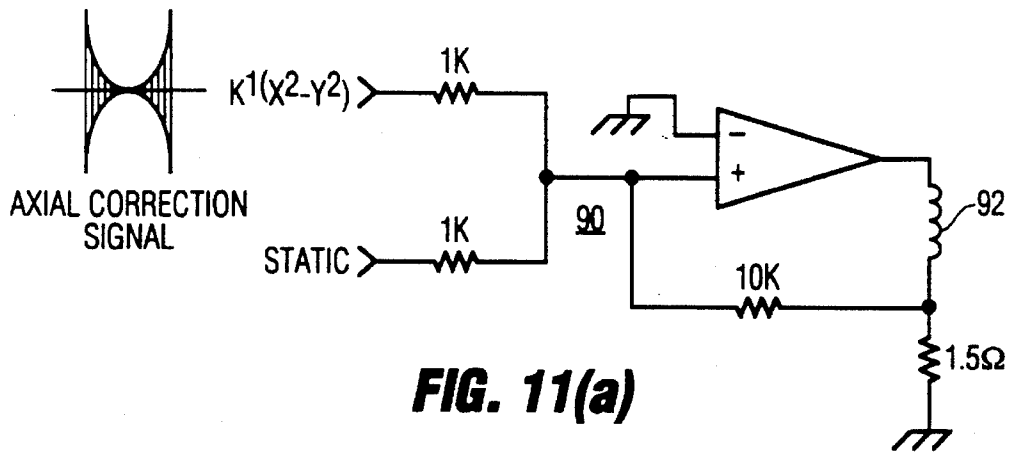 1K
K¹(X²-Y²)
AXIAL CORRECTION
SIGNAL
1K
STATIC
90
−
+
92
10K
1.5Ω
FIG. 11(a)